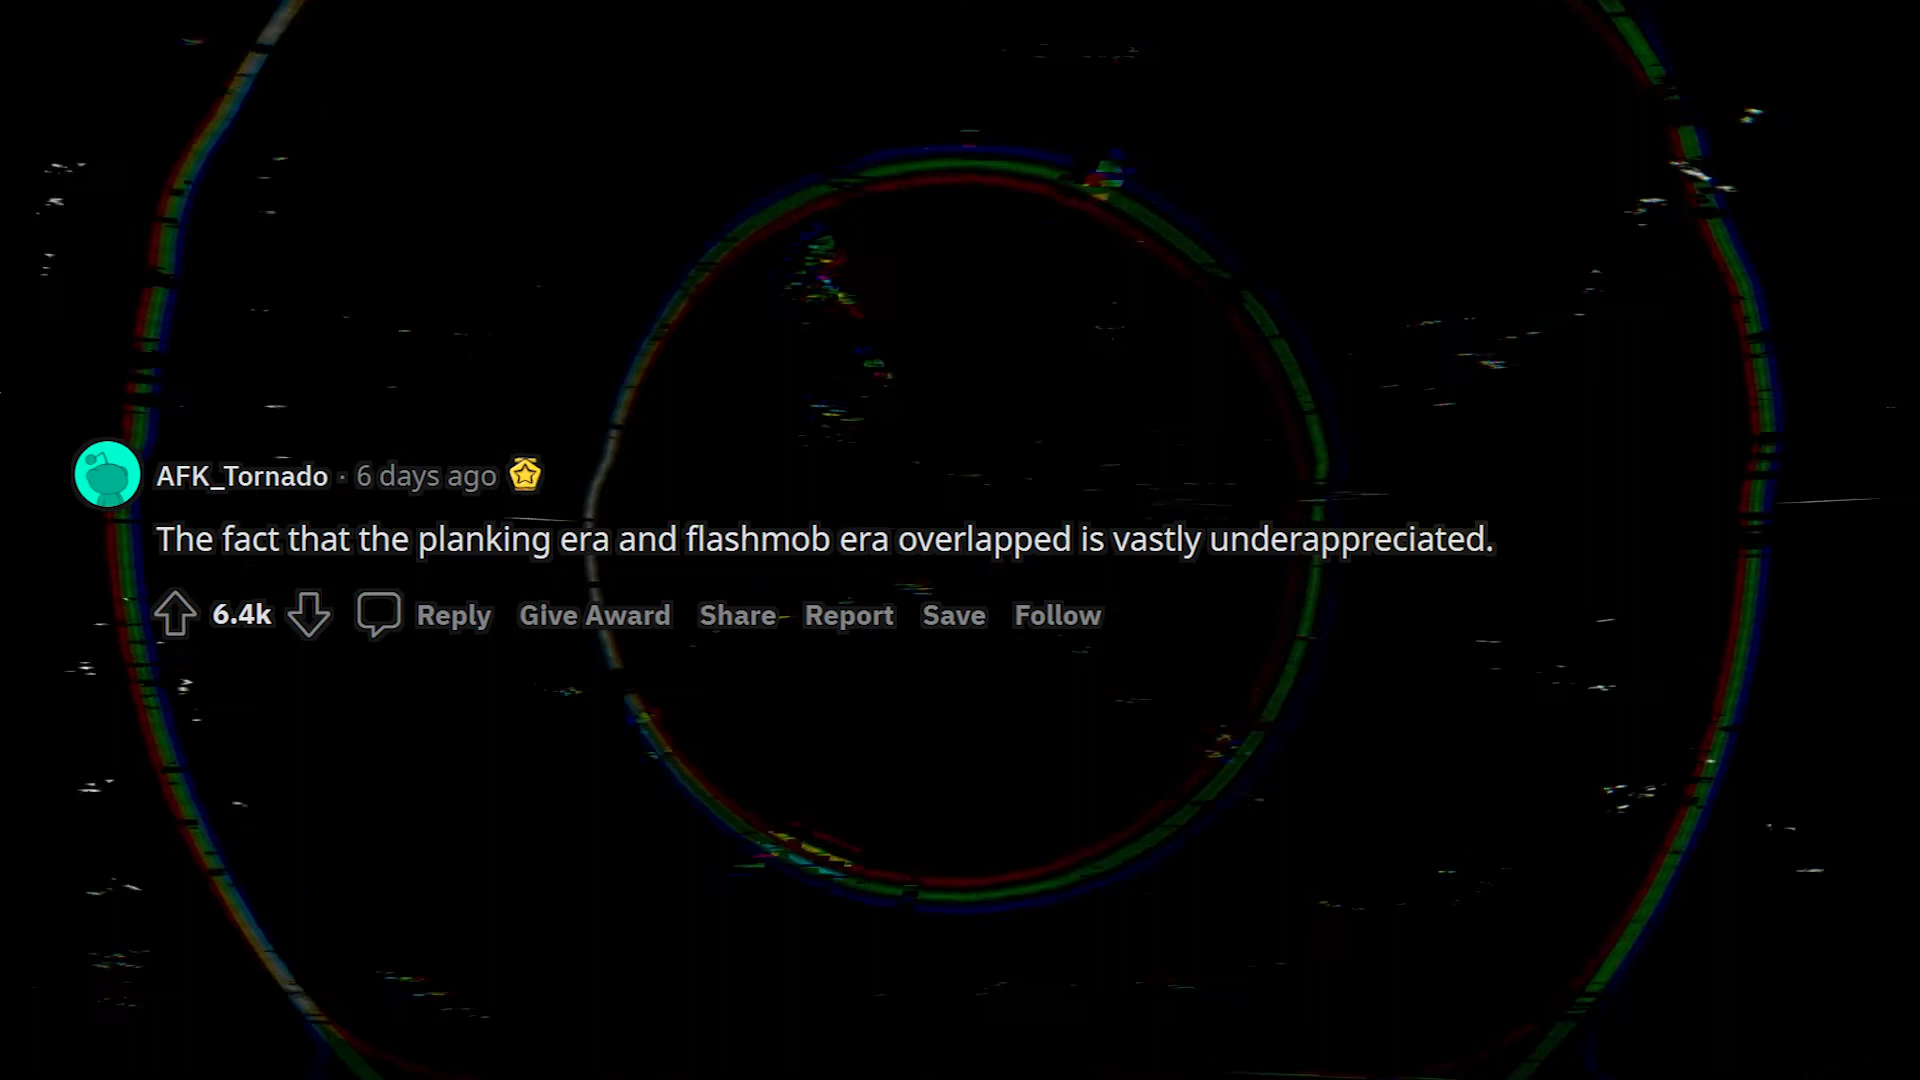 AFK_Tornado · 6 days ago
The fact that the planking era and flashmob era overlapped is vastly underappreciated.
6.4k Reply Give Award Share Report Save Follow